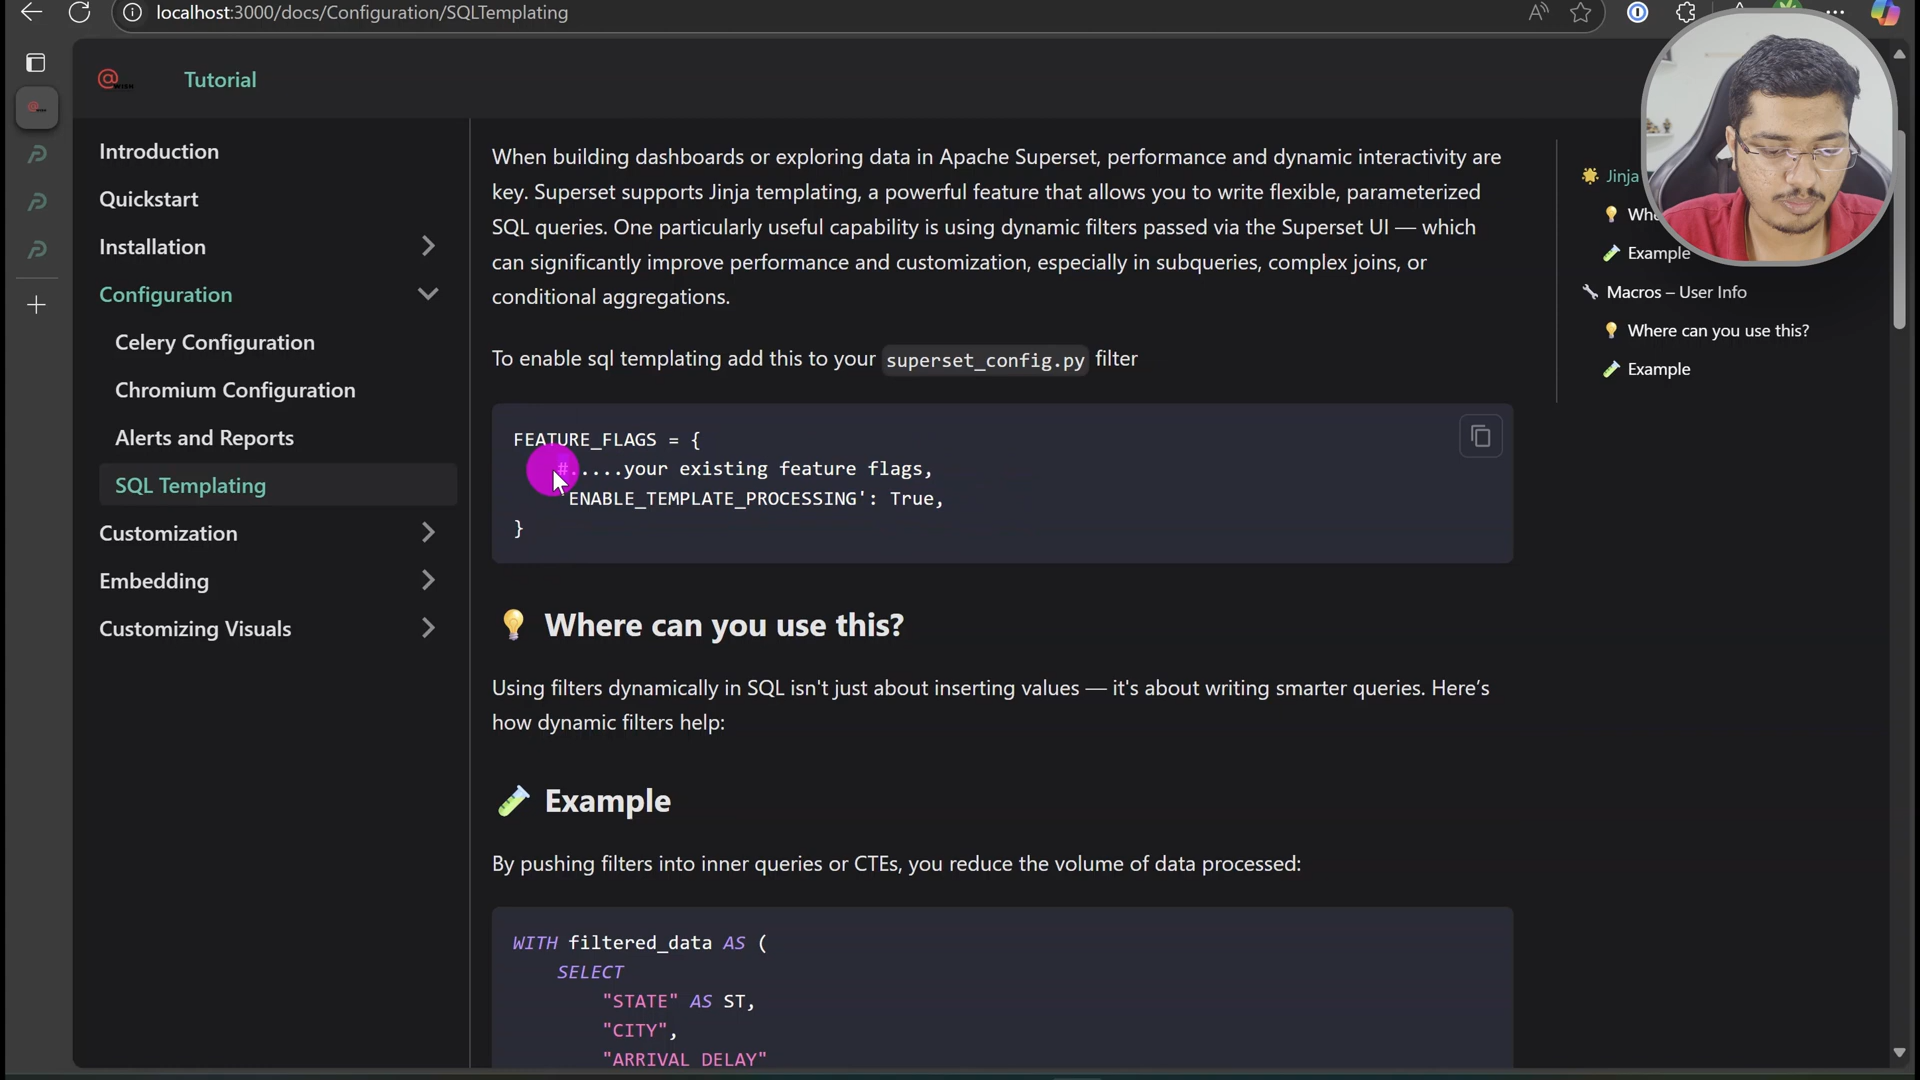 localhost:3000/docs/Configuration/SQLTemplating
Tutorial
Introduction
Quickstart
Installation
Configuration
Celery Configuration
Chromium Configuration
Alerts and Reports
SQL Templating
Customization
Embedding
Customizing Visuals
When building dashboards or exploring data in Apache Superset, performance and dynamic interactivity are
key. Superset supports Jinja templating, a powerful feature that allows you to write flexible, parameterized
SQL queries. One particularly useful capability is using dynamic filters passed via the Superset UI — which
can significantly improve performance and customization, especially in subqueries, complex joins, or
conditional aggregations.
To enable sql templating add this to your superset_config.py filter
FEATURE_FLAGS = {
#.....your existing feature flags,
ENABLE_TEMPLATE_PROCESSING': True,
}
💡 Where can you use this?
Using filters dynamically in SQL isn't just about inserting values — it's about writing smarter queries. Here’s
how dynamic filters help:
🧪 Example
By pushing filters into inner queries or CTEs, you reduce the volume of data processed:
WITH filtered_data AS (
SELECT
"STATE" AS ST,
"CITY",
"ARRIVAL_DELAY"
🌟 Jinja
💡
🧪 Example
🔧 Macros – User Info
💡 Where can you use this?
🧪 Example